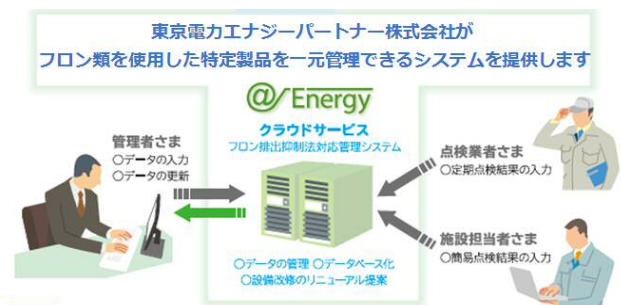 東京電力エナジーパートナー株式会社が
フロン類を使用した特定製品を一元管理できるシステムを提供します
@Energy
クラウドサービス
フロン排出抑制法対応管理システム
管理者さま
○データの入力
○データの更新
点検業者さま
○定期点検結果の入力
施設担当者さま
○簡易点検結果の入力
○データの管理 ○データベース化
○設備改修のリニューアル提案